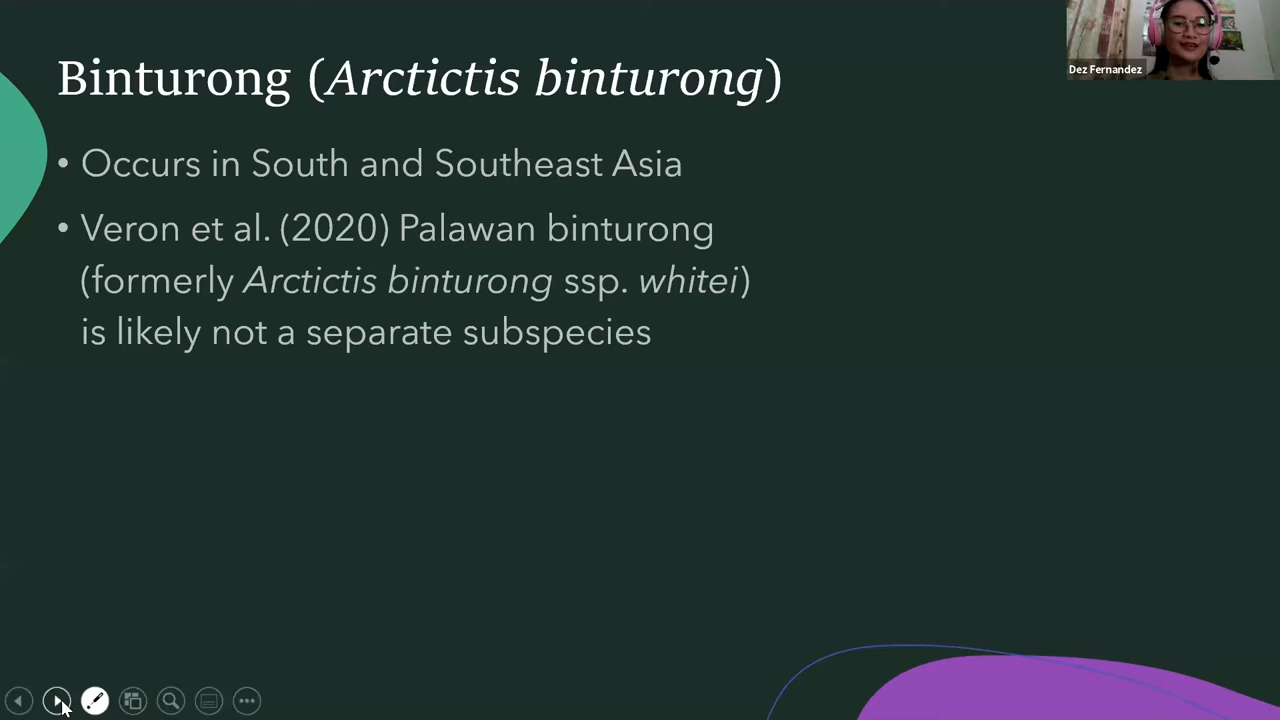 Binturong (Arctictis binturong)
Dez Fernandez
• Occurs in South and Southeast Asia
• Veron et al. (2020) Palawan binturong
(formerly Arctictis binturong ssp. whitei)
is likely not a separate subspecies